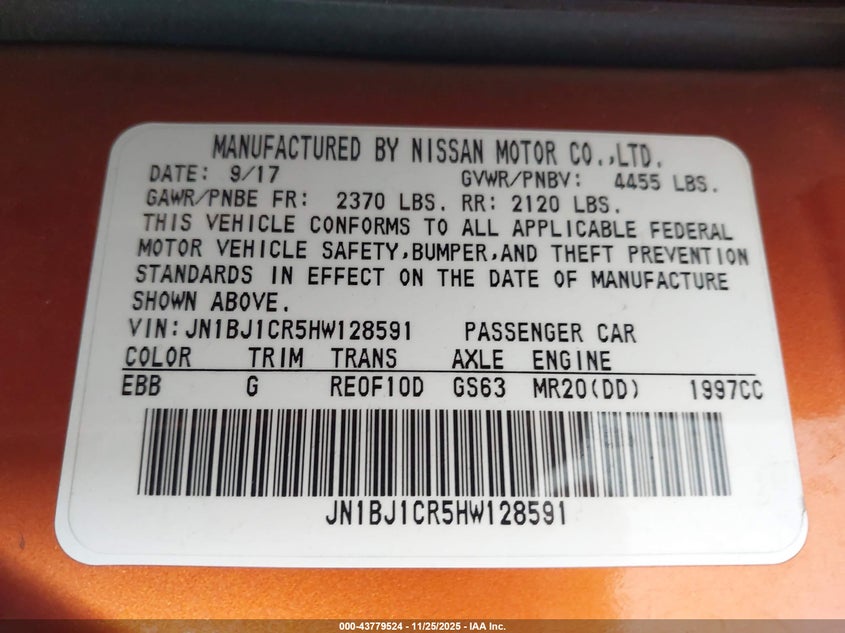 MANUFACTURED BY NISSAN MOTOR CO.,LTD.
DATE: 9/17 GVWR/PNBV: 4455 LBS.
GAWR/PNBE FR: 2370 LBS. RR: 2120 LBS.
THIS VEHICLE CONFORMS TO ALL APPLICABLE FEDERAL
MOTOR VEHICLE SAFETY,BUMPER,AND THEFT PREVENTION
STANDARDS IN EFFECT ON THE DATE OF MANUFACTURE
SHOWN ABOVE.
VIN:JN1BJ1CR5HW128591 PASSENGER CAR
COLOR TRIM TRANS AXLE ENGINE
EBB G RE0F10D GS63 MR20(DD) 1997CC
JN1BJ1CR5HW128591
000-43779524 - 11/25/2025 - IAA Inc.